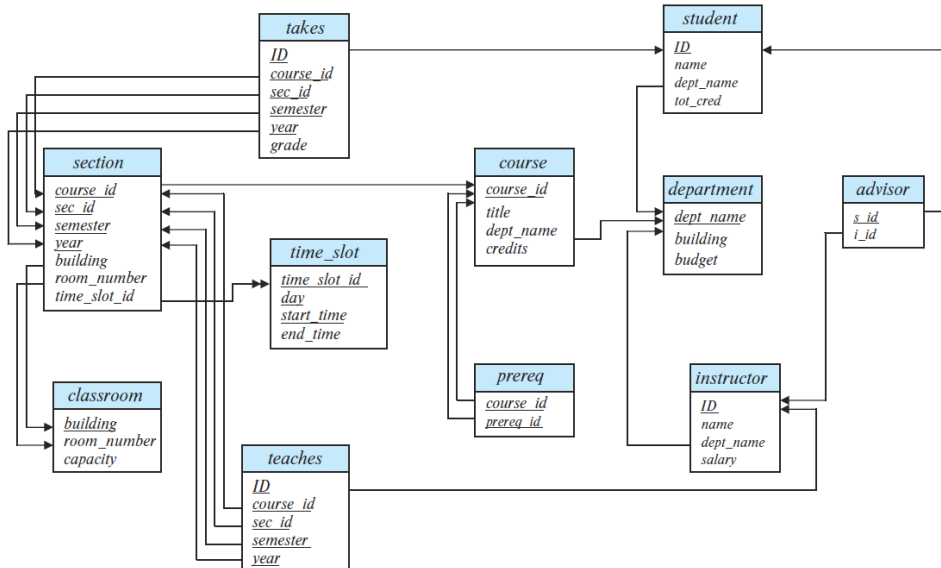 takes
ID
course_id
sec_id
semester
year
grade
student
ID
name
dept_name
tot_cred
section
course_id
sec_id
semester
year
building
room_number
time_slot_id
course
course_id
title
dept_name
credits
department
dept_name
building
budget
advisor
s_id
i_id
time_slot
time_slot_id
day
start_time
end_time
prereq
course_id
prereq_id
instructor
ID
name
dept_name
salary
classroom
building
room_number
capacity
teaches
ID
course_id
sec_id
semester
year